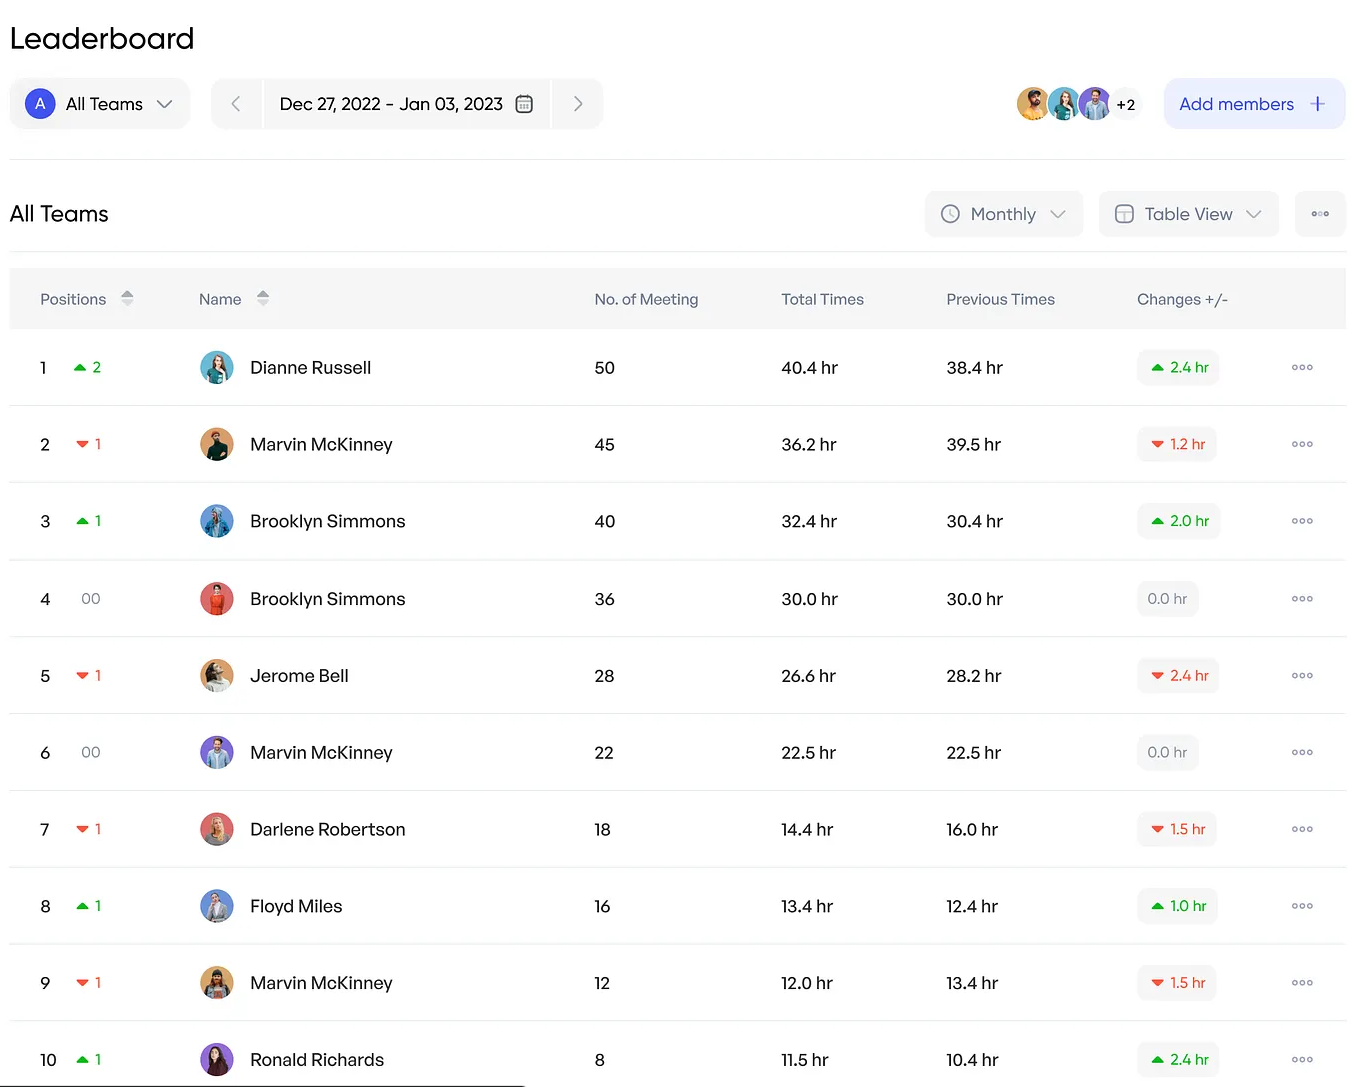 Leaderboard
A All Teams Dec 27, 2022 - Jan 03, 2023 +2 Add members +
All Teams Monthly Table View
Positions Name No. of Meeting Total Times Previous Times Changes +/-
1 2 Dianne Russell 50 40.4 hr 38.4 hr 2.4 hr
2 1 Marvin McKinney 45 36.2 hr 39.5 hr 1.2 hr
3 1 Brooklyn Simmons 40 32.4 hr 30.4 hr 2.0 hr
4 00 Brooklyn Simmons 36 30.0 hr 30.0 hr 0.0 hr
5 1 Jerome Bell 28 26.6 hr 28.2 hr 2.4 hr
6 00 Marvin McKinney 22 22.5 hr 22.5 hr 0.0 hr
7 1 Darlene Robertson 18 14.4 hr 16.0 hr 1.5 hr
8 1 Floyd Miles 16 13.4 hr 12.4 hr 1.0 hr
9 1 Marvin McKinney 12 12.0 hr 13.4 hr 1.5 hr
10 1 Ronald Richards 8 11.5 hr 10.4 hr 2.4 hr